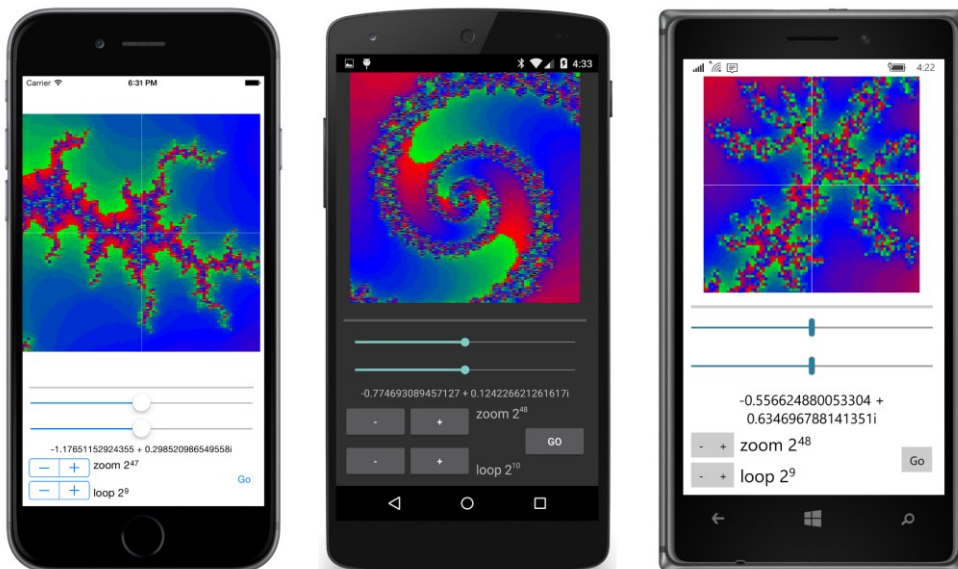 Carrier 6:31 PM
-1.17651152924355 + 0.298520986549558i
− + zoom 2⁴⁷
− + loop 2⁹
Go
4:33
-0.774693089457127 + 0.124226621261617i
- + zoom 2⁴⁸
GO
- + loop 2¹⁰
4:22
-0.556624880053304 +
0.634696788141351i
- + zoom 2⁴⁸
- + loop 2⁹
Go